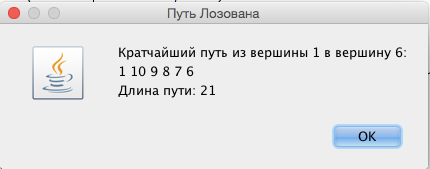 Путь Лозована
Кратчайший путь из вершины 1 в вершину 6:
1 10 9 8 7 6
Длина пути: 21
OK